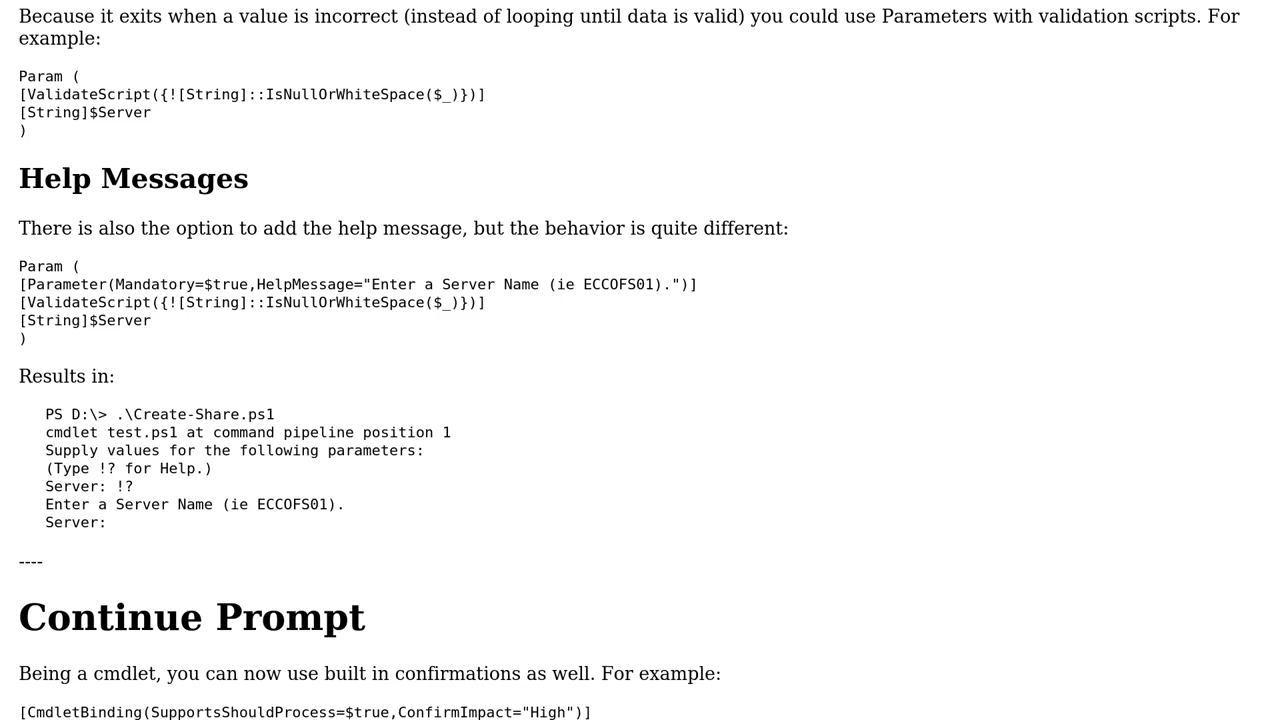 Because it exits when a value is incorrect (instead of looping until data is valid) you could use Parameters with validation scripts. For
example:
Param (
[ValidateScript({![String]::IsNullOrWhiteSpace($_)})]
[String]$Server
)
Help Messages
There is also the option to add the help message, but the behavior is quite different:
Param (
[Parameter(Mandatory=$true,HelpMessage="Enter a Server Name (ie ECCOFS01).")]
[ValidateScript({![String]::IsNullOrWhiteSpace($_)})]
[String]$Server
)
Results in:
PS D:\> .\Create-Share.ps1
cmdlet test.ps1 at command pipeline position 1
Supply values for the following parameters:
(Type !? for Help.)
Server: !?
Enter a Server Name (ie ECCOFS01).
Server:
----
Continue Prompt
Being a cmdlet, you can now use built in confirmations as well. For example:
[CmdletBinding(SupportsShouldProcess=$true,ConfirmImpact="High")]